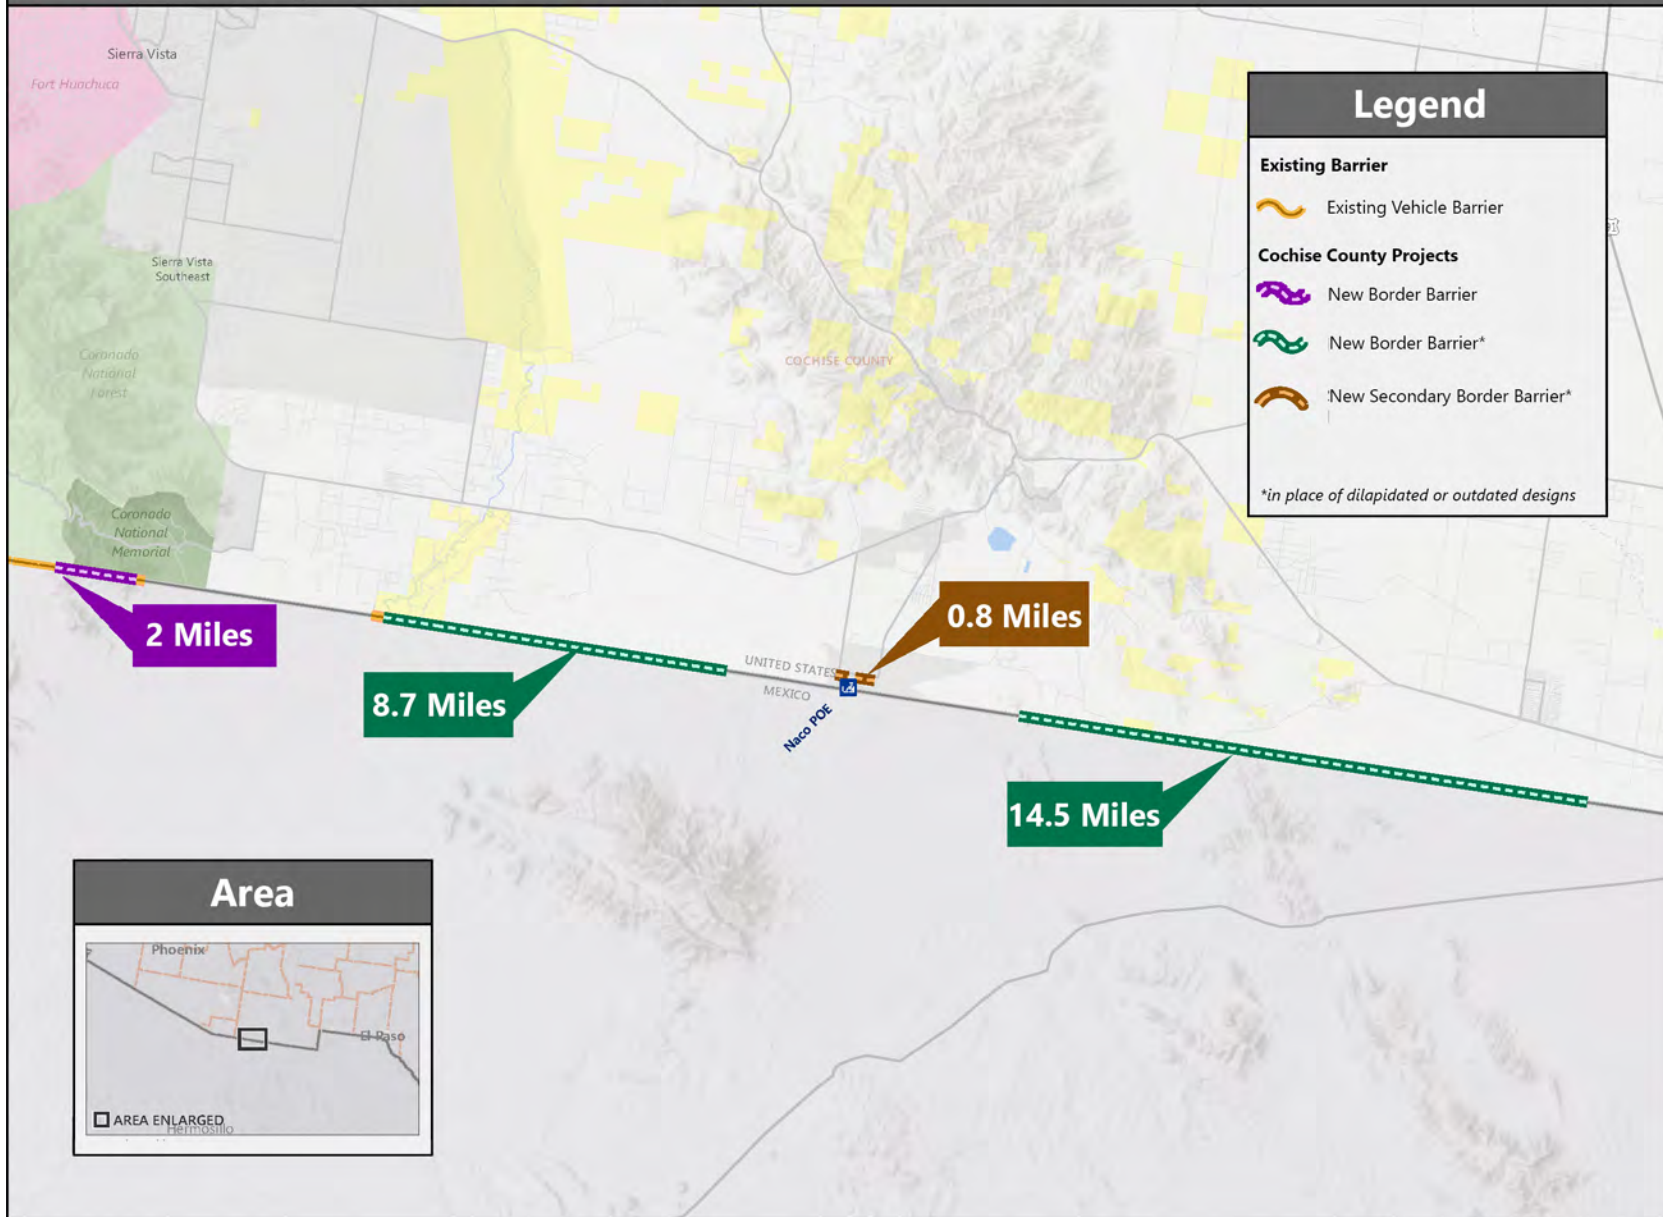 Sierra Vista
Fort Huachuca
Legend
Existing Barrier
Existing Vehicle Barrier
Sierra Vista
Southeast
Cochise County Projects
New Border Barrier
New Border Barrier*
Coronado
National
Forest
COCHISE COUNTY
New Secondary Border Barrier*
*in place of dilapidated or outdated designs
Coronado
National
Memorial
2 Miles
0.8 Miles
8.7 Miles
UNITED STATES
MEXICO
Naco POE
14.5 Miles
Area
Phoenix
El Paso
AREA ENLARGED
Hermosillo